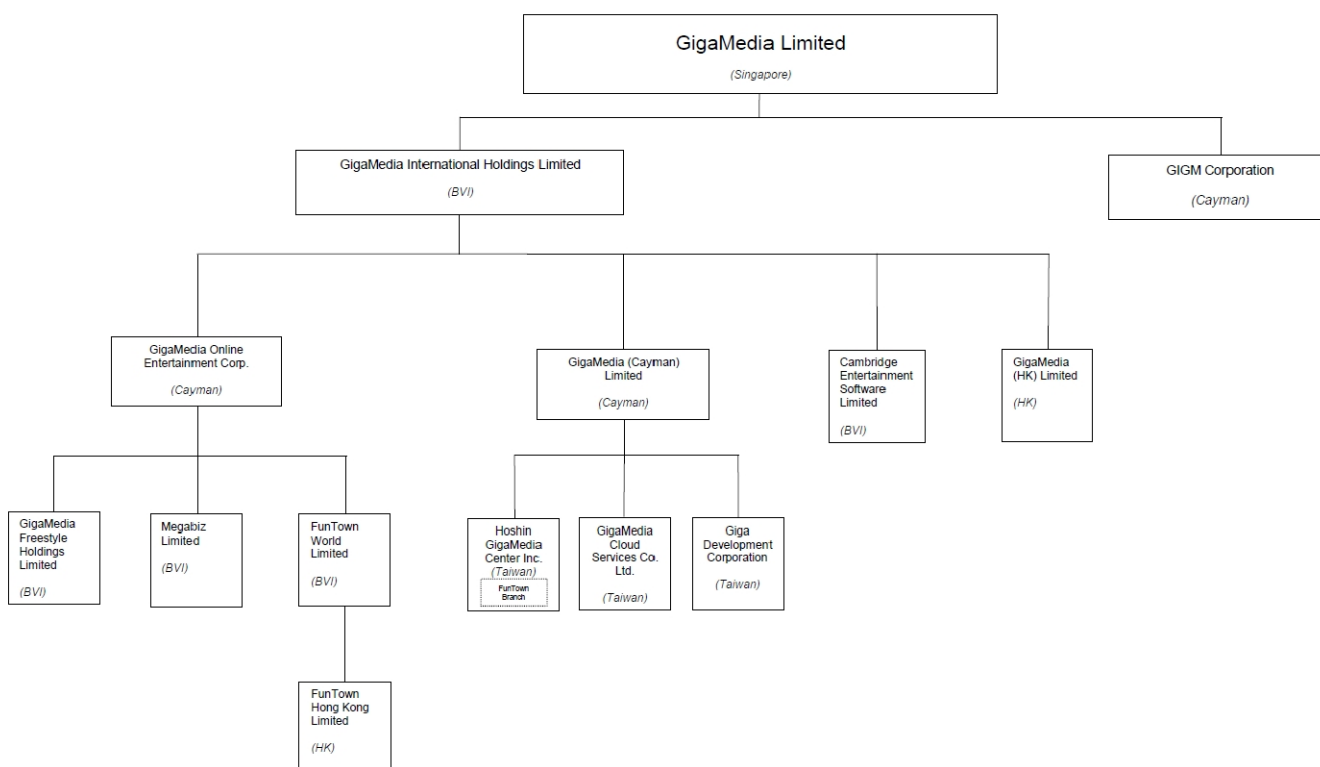 GigaMedia Limited
(Singapore)
GigaMedia International Holdings Limited
(BVI)
GIGM Corporation
(Cayman)
GigaMedia Online
Entertainment Corp.
(Cayman)
GigaMedia (Cayman)
Limited
(Cayman)
Cambridge
Entertainment
Software
Limited
(BVI)
GigaMedia
(HK) Limited
(HK)
GigaMedia
Freestyle
Holdings
Limited
(BVI)
Megabiz
Limited
(BVI)
FunTown
World
Limited
(BVI)
Hoshin
GigaMedia
Center Inc.
(Taiwan)
FunTown
Branch
GigaMedia
Cloud
Services Co.
Ltd.
(Taiwan)
Giga
Development
Corporation
(Taiwan)
FunTown
Hong Kong
Limited
(HK)